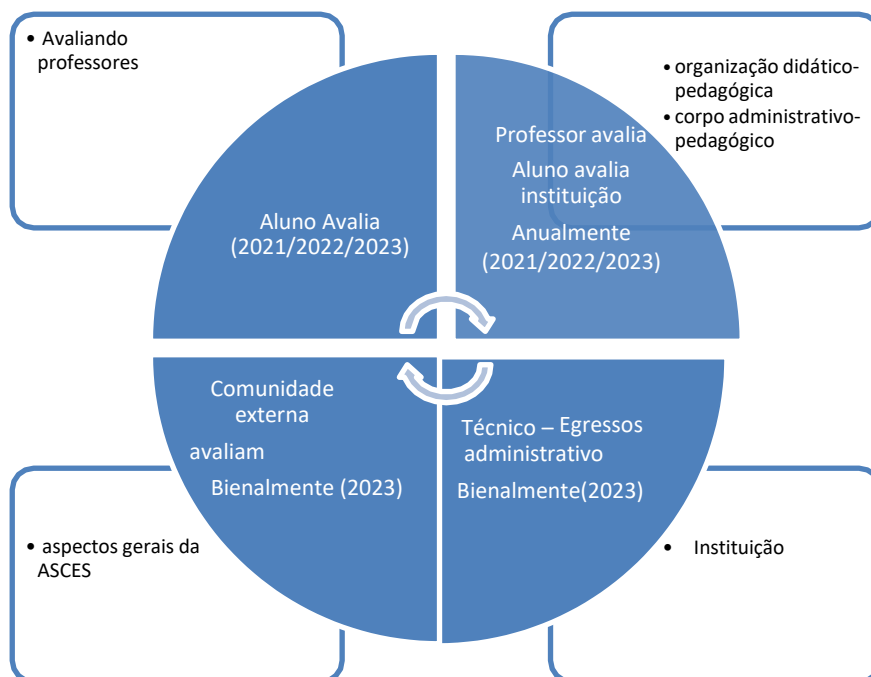 • Avaliando
professores
• organização didático-
pedagógica
• corpo administrativo-
pedagógico
Aluno Avalia
(2021/2022/2023)
Professor avalia
Aluno avalia
instituição
Anualmente
(2021/2022/2023)
Comunidade
externa
avaliam
Bienalmente (2023)
Técnico – Egressos
administrativo
Bienalmente(2023)
• aspectos gerais da
ASCES
• Instituição